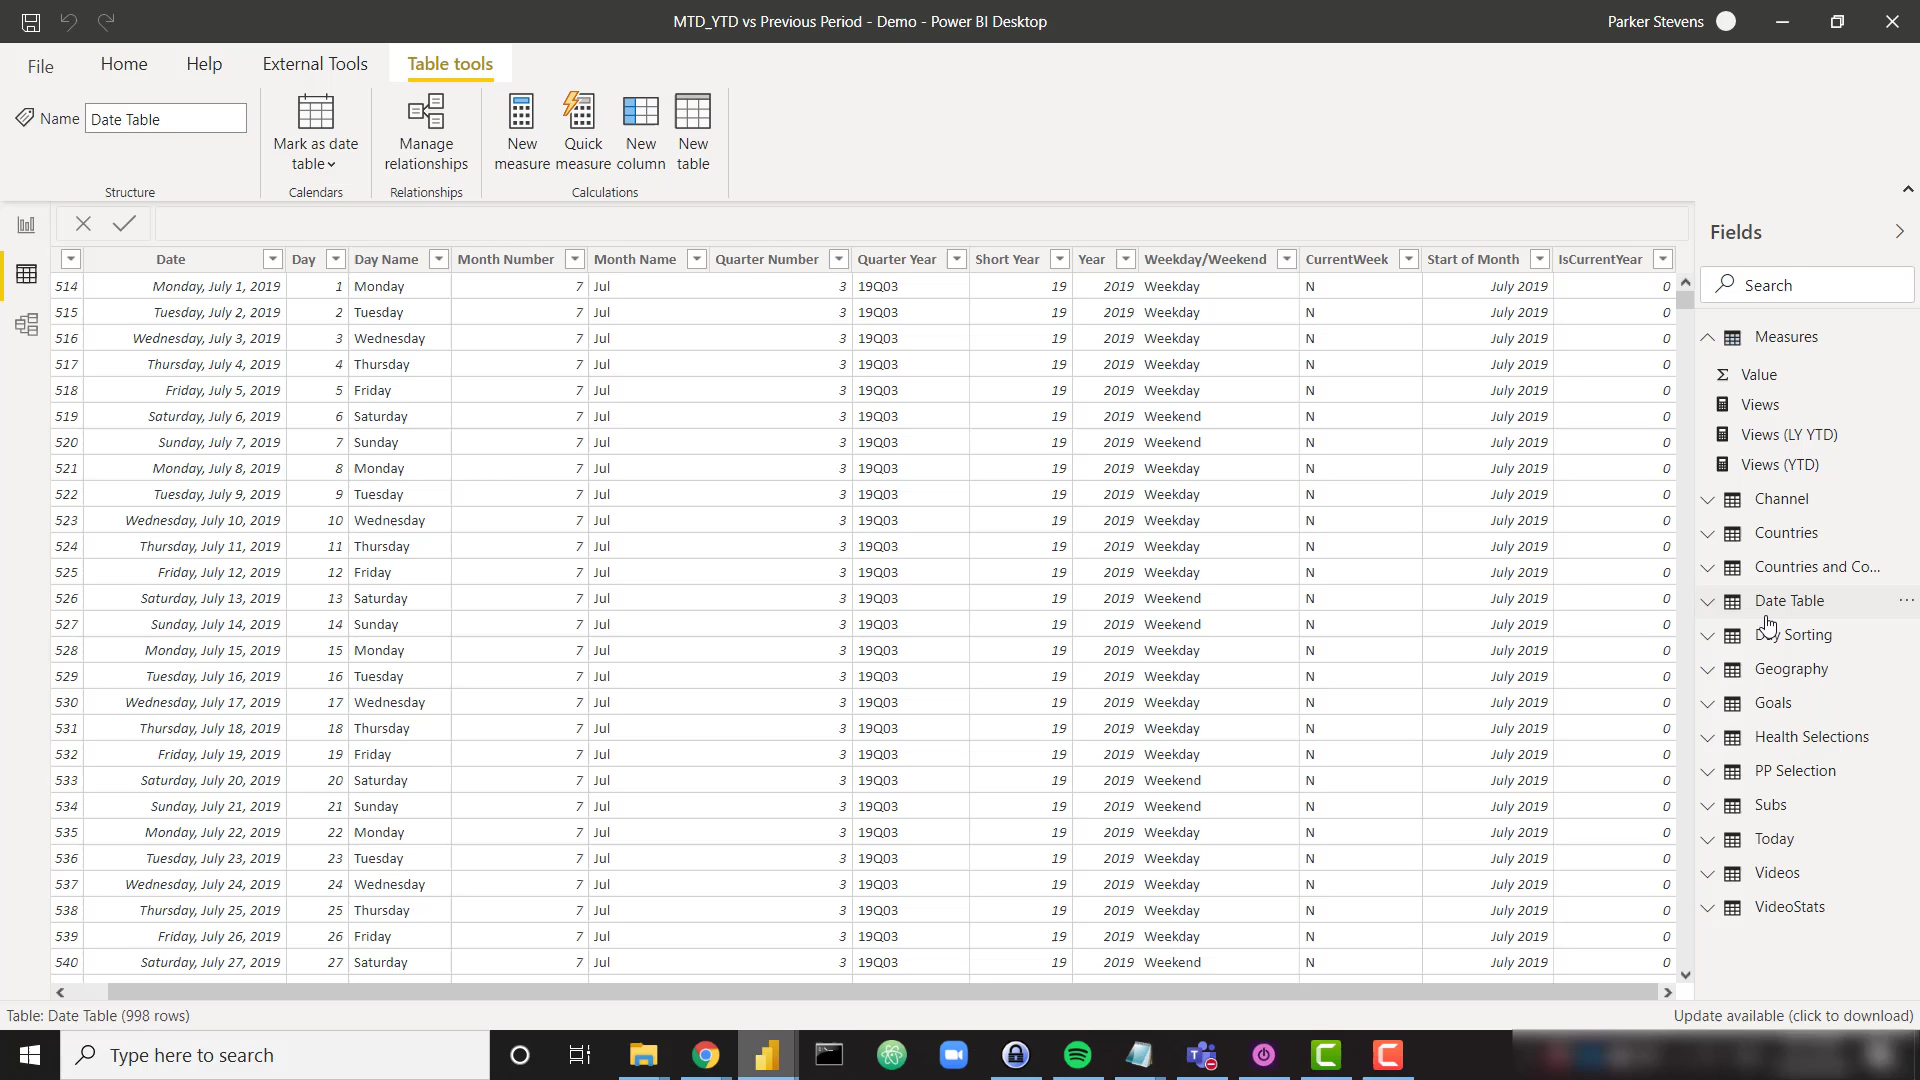 MTD_YTD vs Previous Period - Demo - Power BI Desktop
Parker Stevens
File Home Help External Tools Table tools
Name Date Table
Mark as date table
Manage relationships
New measure
Quick measure
New column
New table
Structure Calendars Relationships Calculations
Date Day Day Name Month Number Month Name Quarter Number Quarter Year Short Year Year Weekday/Weekend CurrentWeek Start of Month IsCurrentYear
514 Monday, July 1, 2019 1 Monday 7 Jul 3 19Q03 19 2019 Weekday N July 2019 0
515 Tuesday, July 2, 2019 2 Tuesday 7 Jul 3 19Q03 19 2019 Weekday N July 2019 0
516 Wednesday, July 3, 2019 3 Wednesday 7 Jul 3 19Q03 19 2019 Weekday N July 2019 0
517 Thursday, July 4, 2019 4 Thursday 7 Jul 3 19Q03 19 2019 Weekday N July 2019 0
518 Friday, July 5, 2019 5 Friday 7 Jul 3 19Q03 19 2019 Weekday N July 2019 0
519 Saturday, July 6, 2019 6 Saturday 7 Jul 3 19Q03 19 2019 Weekend N July 2019 0
520 Sunday, July 7, 2019 7 Sunday 7 Jul 3 19Q03 19 2019 Weekend N July 2019 0
521 Monday, July 8, 2019 8 Monday 7 Jul 3 19Q03 19 2019 Weekday N July 2019 0
522 Tuesday, July 9, 2019 9 Tuesday 7 Jul 3 19Q03 19 2019 Weekday N July 2019 0
523 Wednesday, July 10, 2019 10 Wednesday 7 Jul 3 19Q03 19 2019 Weekday N July 2019 0
524 Thursday, July 11, 2019 11 Thursday 7 Jul 3 19Q03 19 2019 Weekday N July 2019 0
525 Friday, July 12, 2019 12 Friday 7 Jul 3 19Q03 19 2019 Weekday N July 2019 0
526 Saturday, July 13, 2019 13 Saturday 7 Jul 3 19Q03 19 2019 Weekend N July 2019 0
527 Sunday, July 14, 2019 14 Sunday 7 Jul 3 19Q03 19 2019 Weekend N July 2019 0
528 Monday, July 15, 2019 15 Monday 7 Jul 3 19Q03 19 2019 Weekday N July 2019 0
529 Tuesday, July 16, 2019 16 Tuesday 7 Jul 3 19Q03 19 2019 Weekday N July 2019 0
530 Wednesday, July 17, 2019 17 Wednesday 7 Jul 3 19Q03 19 2019 Weekday N July 2019 0
531 Thursday, July 18, 2019 18 Thursday 7 Jul 3 19Q03 19 2019 Weekday N July 2019 0
532 Friday, July 19, 2019 19 Friday 7 Jul 3 19Q03 19 2019 Weekday N July 2019 0
533 Saturday, July 20, 2019 20 Saturday 7 Jul 3 19Q03 19 2019 Weekend N July 2019 0
534 Sunday, July 21, 2019 21 Sunday 7 Jul 3 19Q03 19 2019 Weekend N July 2019 0
535 Monday, July 22, 2019 22 Monday 7 Jul 3 19Q03 19 2019 Weekday N July 2019 0
536 Tuesday, July 23, 2019 23 Tuesday 7 Jul 3 19Q03 19 2019 Weekday N July 2019 0
537 Wednesday, July 24, 2019 24 Wednesday 7 Jul 3 19Q03 19 2019 Weekday N July 2019 0
538 Thursday, July 25, 2019 25 Thursday 7 Jul 3 19Q03 19 2019 Weekday N July 2019 0
539 Friday, July 26, 2019 26 Friday 7 Jul 3 19Q03 19 2019 Weekday N July 2019 0
540 Saturday, July 27, 2019 27 Saturday 7 Jul 3 19Q03 19 2019 Weekend N July 2019 0
Fields
Search
Measures
Value
Views
Views (LY YTD)
Views (YTD)
Channel
Countries
Countries and Co...
Date Table
Day Sorting
Geography
Goals
Health Selections
PP Selection
Subs
Today
Videos
VideoStats
Table: Date Table (998 rows)
Update available (click to download)
Type here to search